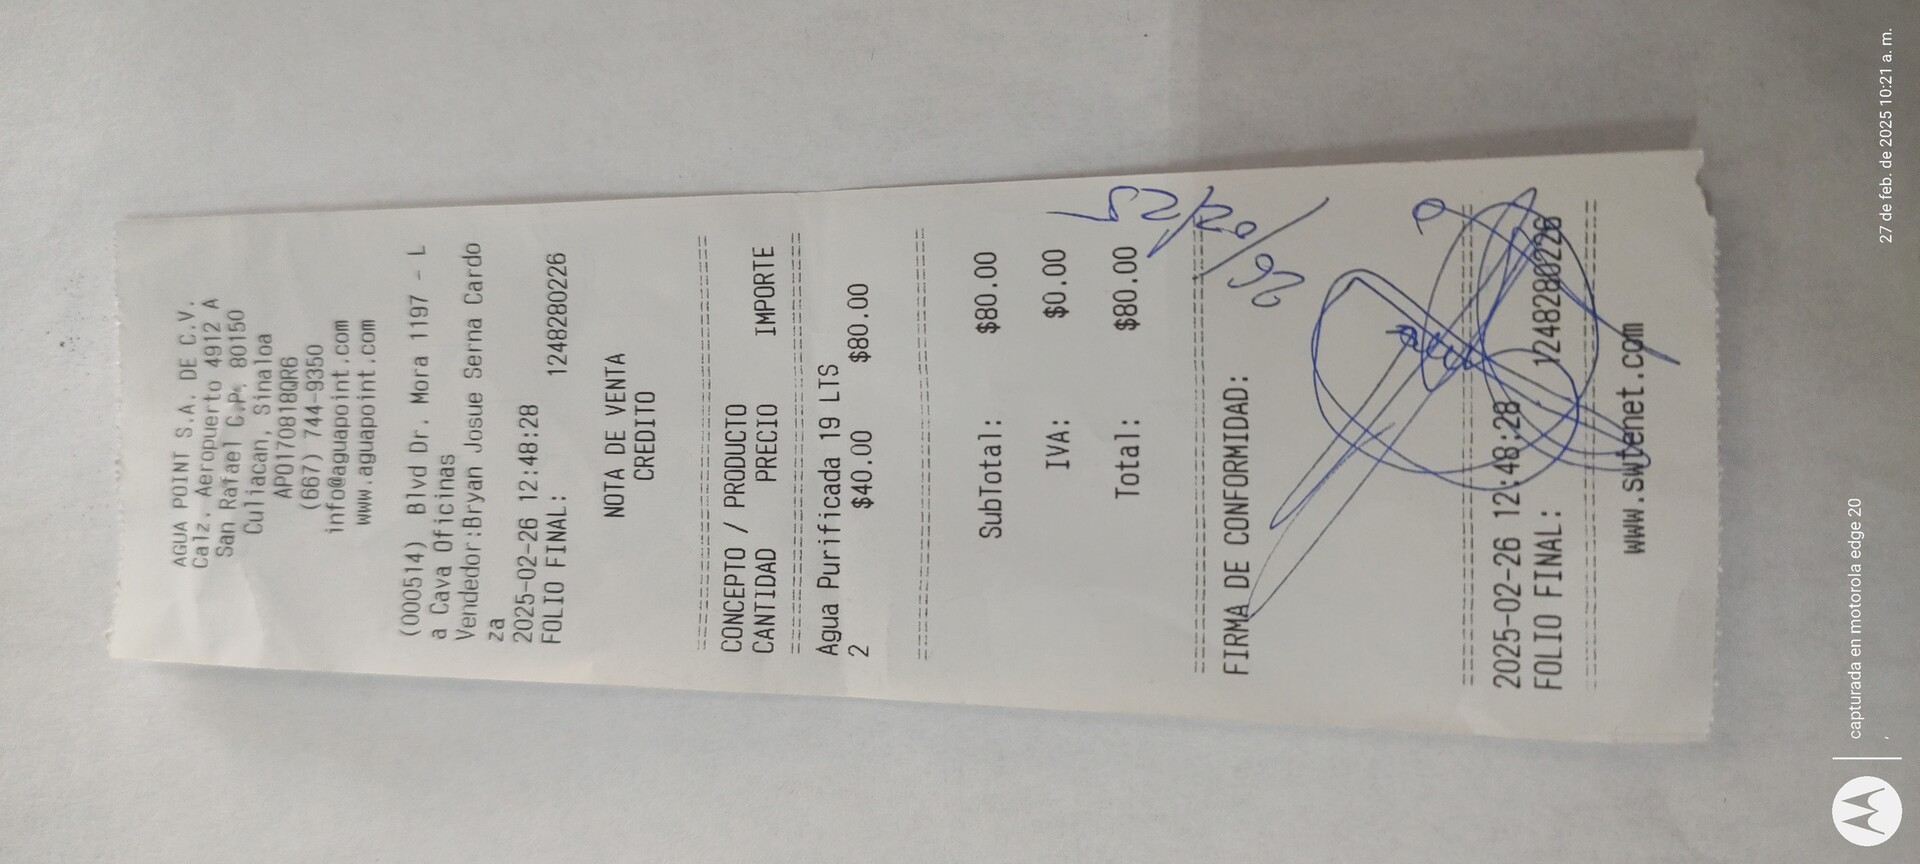 AGUA POINT S.A. DE C.V.
Calz. Aeropuerto 4912 A
San Rafael C.P. 80150
Culiacan, Sinaloa
APO170818QR6
(667) 744-9350
info@aguapoint.com
www.aguapoint.com
(000514) Blvd Dr. Mora 1197 - L
a Cava Oficinas
Vendedor:Bryan Josue Serna Cardo
za
2025-02-26 12:48:28
FOLIO FINAL: 1248280226
NOTA DE VENTA
CREDITO
CONCEPTO / PRODUCTO
CANTIDAD PRECIO IMPORTE
Agua Purificada 19 LTS
2 $40.00 $80.00
SubTotal: $80.00
IVA: $0.00
Total: $80.00
26/02/25
FIRMA DE CONFORMIDAD:
2025-02-26 12:48:28
FOLIO FINAL: 1248280226
www.swtenet.com
capturada en motorola edge 20
,
27 de feb. de 2025 10:21 a. m.